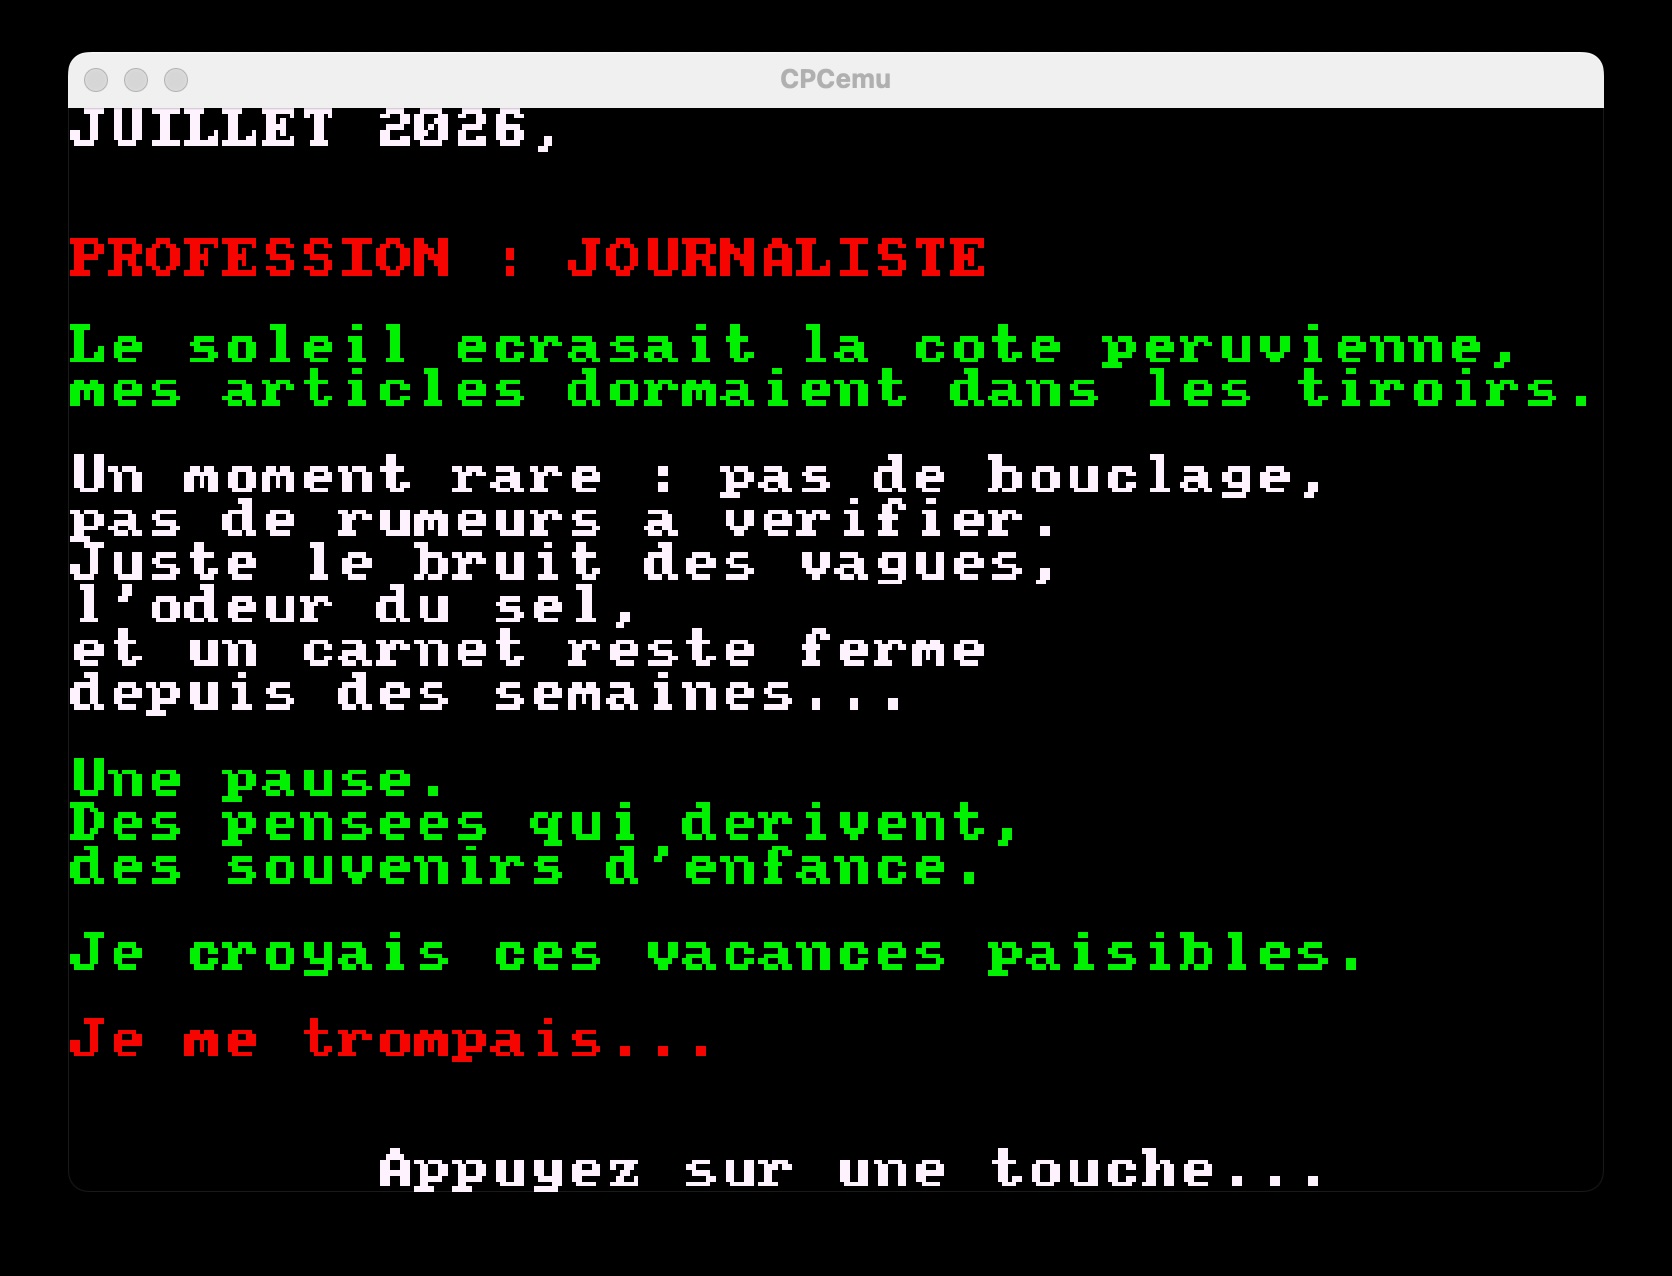 CPCemu
JUILLET 2026,
PROFESSION : JOURNALISTE
Le soleil ecrasait la cote peruvienne,
mes articles dormaient dans les tiroirs.
Un moment rare : pas de bouclage,
pas de rumeurs a verifier.
Juste le bruit des vagues,
l'odeur du sel,
et un carnet reste ferme
depuis des semaines...
Une pause.
Des pensees qui derivent,
des souvenirs d'enfance.
Je croyais ces vacances paisibles.
Je me trompais...
Appuyez sur une touche...